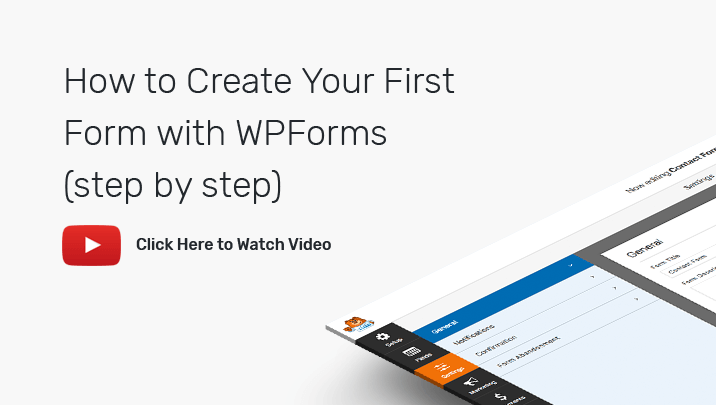 How to Create Your First
Form with WPForms
(step by step)
Click Here to Watch Video
Now editing Contact For
Settings
General
Form Title
Contact Form
General
Notifications
Confirmation
Form Abandonment
Setup
Fields
Settings
Marketing